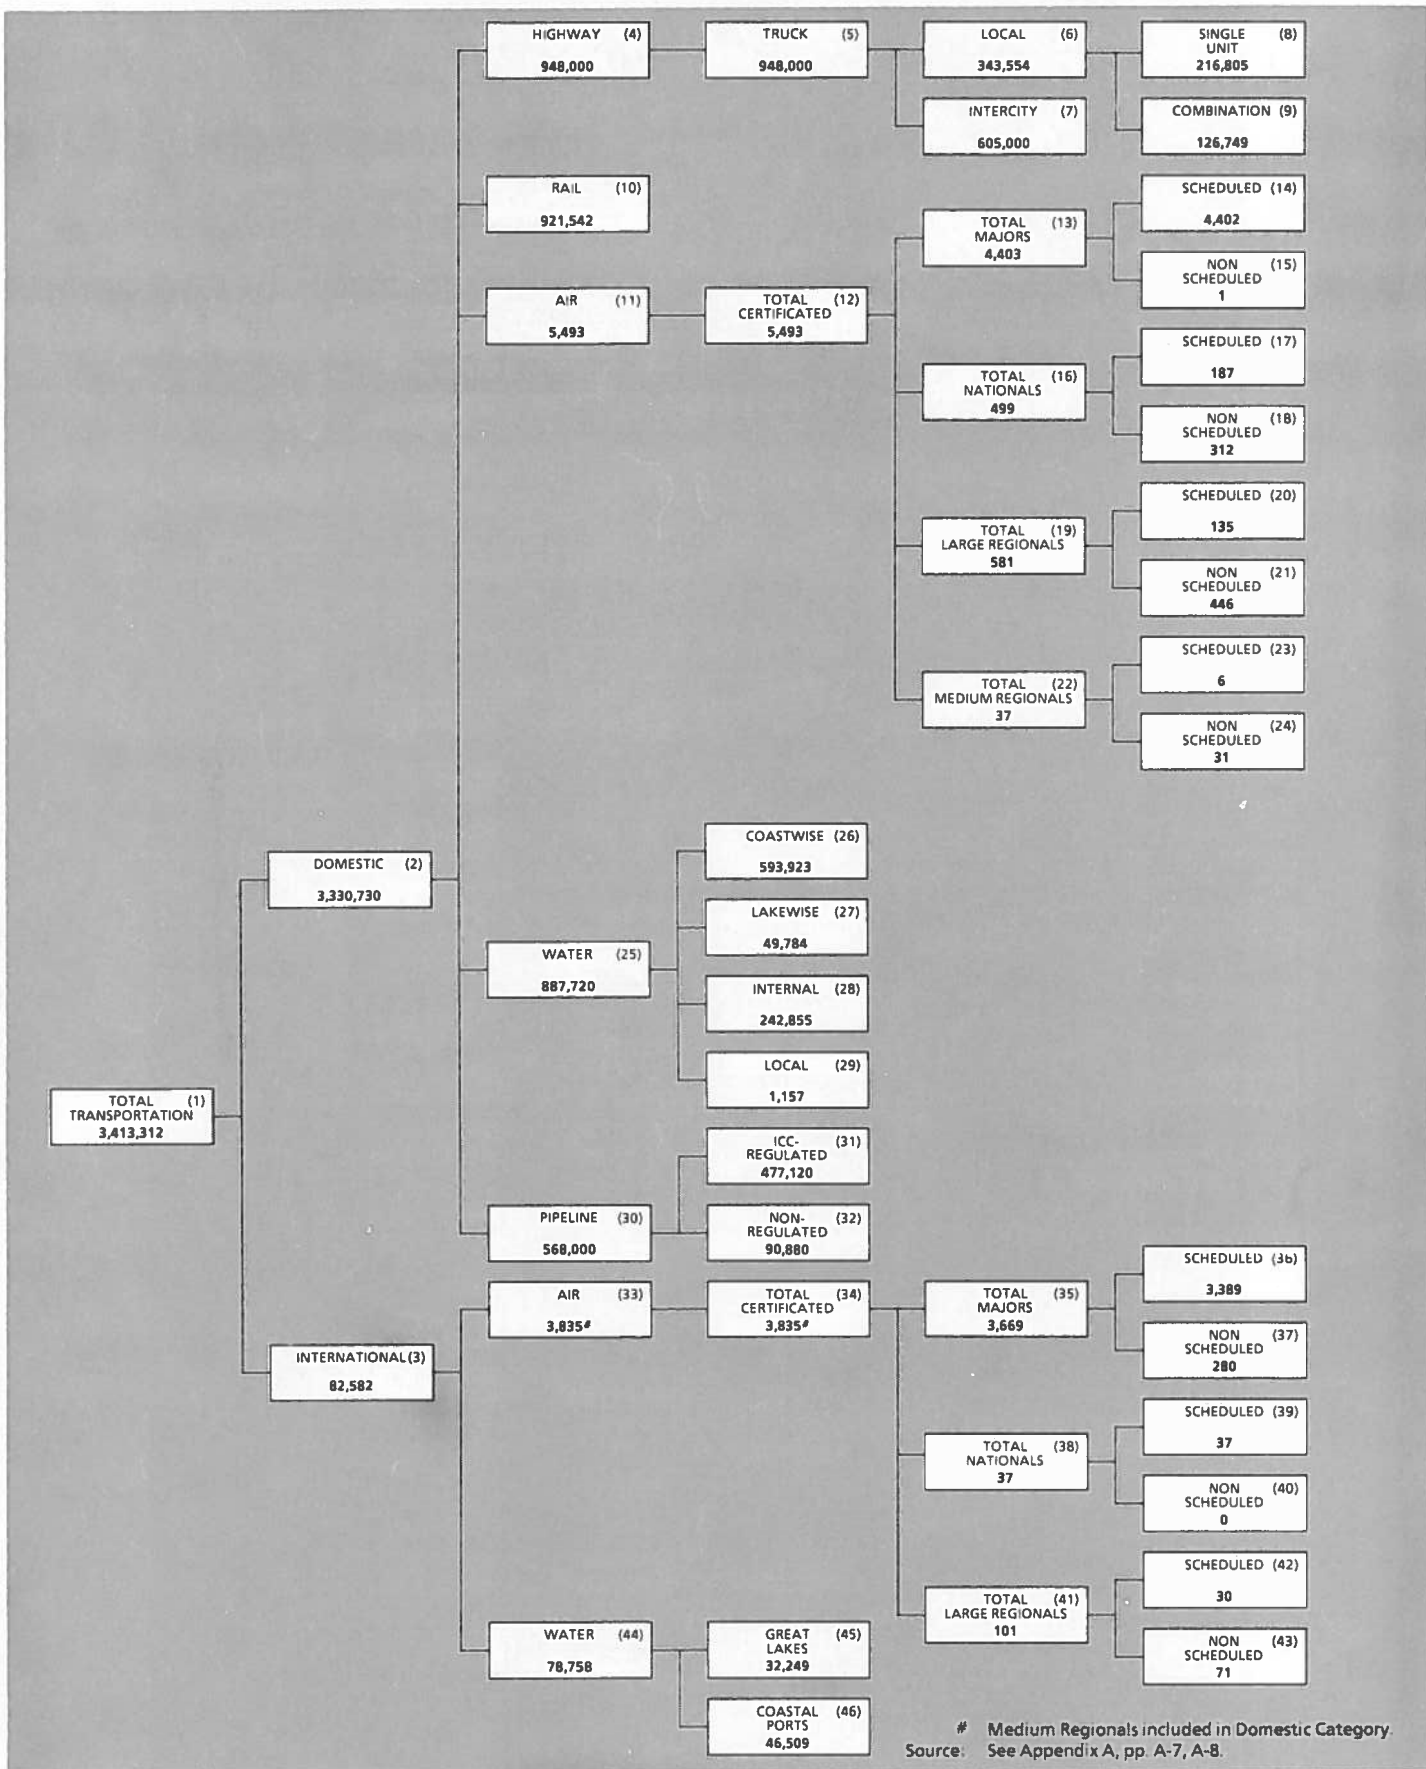 HIGHWAY (4)
948,000
TRUCK (5)
948,000
LOCAL (6)
343,554
SINGLE (8)
UNIT
216,805
INTERCITY (7)
605,000
COMBINATION (9)
126,749
RAIL (10)
921,542
AIR (11)
5,493
TOTAL (12)
CERTIFICATED
5,493
TOTAL (13)
MAJORS
4,403
SCHEDULED (14)
4,402
NON (15)
SCHEDULED
1
TOTAL (16)
NATIONALS
499
SCHEDULED (17)
187
NON (18)
SCHEDULED
312
TOTAL (19)
LARGE REGIONALS
581
SCHEDULED (20)
135
NON (21)
SCHEDULED
446
TOTAL (22)
MEDIUM REGIONALS
37
SCHEDULED (23)
6
NON (24)
SCHEDULED
31
DOMESTIC (2)
3,330,730
WATER (25)
887,720
COASTWISE (26)
593,923
LAKEWISE (27)
49,784
INTERNAL (28)
242,855
LOCAL (29)
1,157
TOTAL (1)
TRANSPORTATION
3,413,312
PIPELINE (30)
568,000
ICC- (31)
REGULATED
477,120
NON- (32)
REGULATED
90,880
INTERNATIONAL (3)
82,582
AIR (33)
3,835#
TOTAL (34)
CERTIFICATED
3,835#
TOTAL (35)
MAJORS
3,669
SCHEDULED (36)
3,389
NON (37)
SCHEDULED
280
TOTAL (38)
NATIONALS
37
SCHEDULED (39)
37
NON (40)
SCHEDULED
0
TOTAL (41)
LARGE REGIONALS
101
SCHEDULED (42)
30
NON (43)
SCHEDULED
71
WATER (44)
78,758
GREAT (45)
LAKES
32,249
COASTAL (46)
PORTS
46,509
# Medium Regionals included in Domestic Category.
Source: See Appendix A, pp. A-7, A-8.